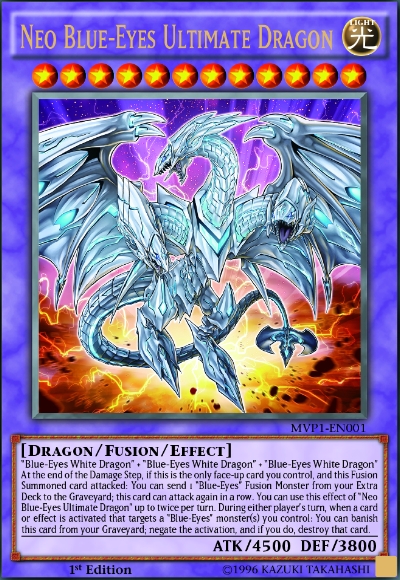 Neo Blue-Eyes Ultimate Dragon
LIGHT
光
MVP1-EN001
[Dragon/Fusion/Effect]
"Blue-Eyes White Dragon" + "Blue-Eyes White Dragon" + "Blue-Eyes White Dragon"
At the end of the Damage Step, if this is the only face-up card you control, and this Fusion
Summoned card attacked: You can send 1 "Blue-Eyes" Fusion Monster from your Extra
Deck to the Graveyard; this card can attack again in a row. You can use this effect of "Neo
Blue-Eyes Ultimate Dragon" up to twice per turn. During either player's turn, when a card
or effect is activated that targets a "Blue-Eyes" monster(s) you control: You can banish
this card from your Graveyard; negate the activation, and if you do, destroy that card.
ATK/4500 DEF/3800
1st Edition
©1996 KAZUKI TAKAHASHI